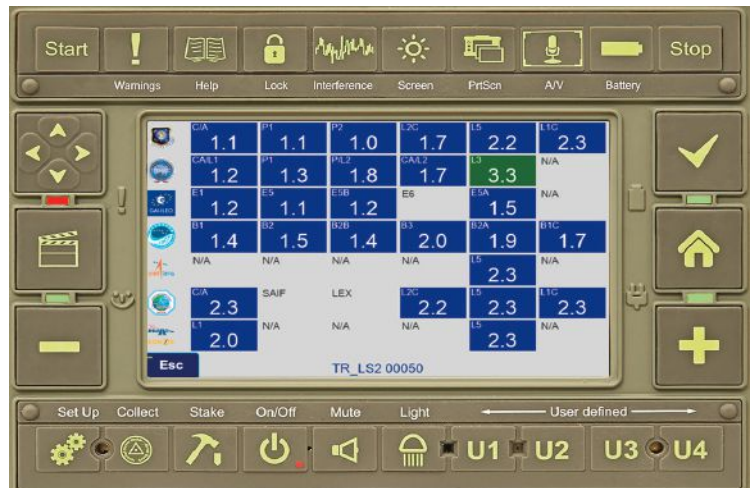 Start
Stop
Warnings Help Lock Interference Screen PrtScn A/V Battery
C/A P1 P2 L2C L5 L1C
1.1 1.1 1.0 1.7 2.2 2.3
CA/L1 P1 P/L2 CA/L2 L3 N/A
1.2 1.3 1.8 1.7 3.3
E1 E5 E5B E6 E5A N/A
1.2 1.1 1.2 1.5
GALILEO
B1 B2 B2B B3 B2A B1C
1.4 1.5 1.4 2.0 1.9 1.7
N/A N/A N/A N/A L5 N/A
2.3
C/A SAIF LEX L2C L5 L1C
2.3 2.2 2.3 2.3
L1 N/A N/A N/A L5 N/A
2.0 2.3
Esc TR_LS2 00050
Set Up Collect Stake On/Off Mute Light User defined
U1 U2 U3 U4